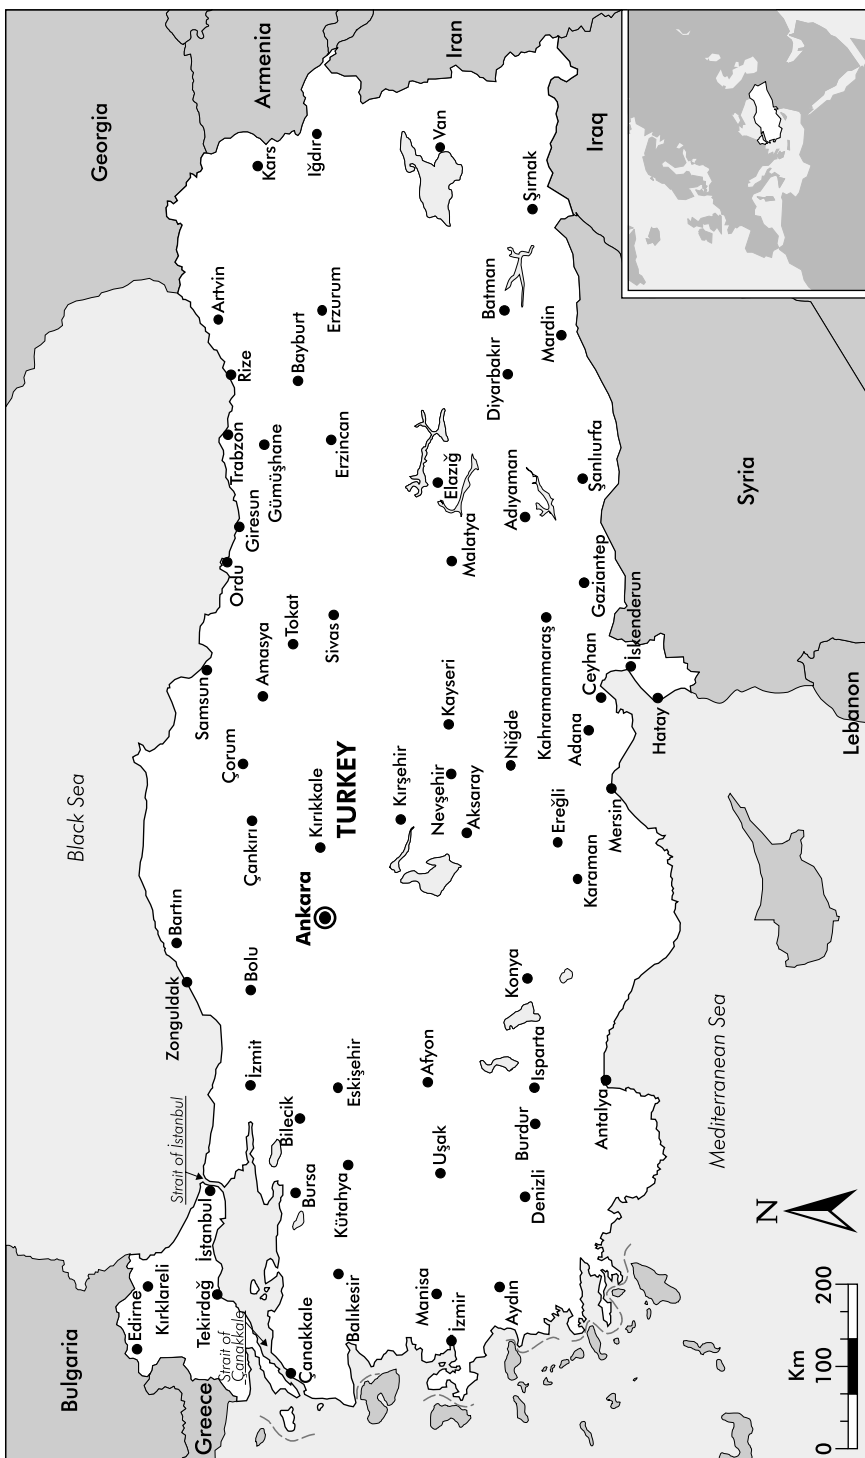 Bulgaria
Greece
Georgia
Armenia
Iran
Iraq
Syria
Lebanon
Black Sea
Mediterranean Sea
Strait of İstanbul
Strait of
Çanakkale
TURKEY
Ankara
Edirne
Kırklareli
Tekirdağ
İstanbul
Çanakkale
Balıkesir
Bursa
Bilecik
Kütahya
Eskişehir
İzmit
Bolu
Zonguldak
Bartın
Çankırı
Kırıkkale
Çorum
Samsun
Amasya
Tokat
Sivas
Ordu
Giresun
Trabzon
Gümüşhane
Rize
Bayburt
Artvin
Erzincan
Erzurum
Kars
Iğdır
Van
Şırnak
Batman
Diyarbakır
Mardin
Elazığ
Malatya
Adıyaman
Şanlıurfa
Gaziantep
Kahramanmaraş
İskenderun
Ceyhan
Adana
Hatay
Mersin
Kayseri
Kırşehir
Nevşehir
Aksaray
Niğde
Ereğli
Karaman
Konya
Afyon
Isparta
Burdur
Antalya
Uşak
Denizli
Manisa
İzmir
Aydın
N
Km
0 100 200